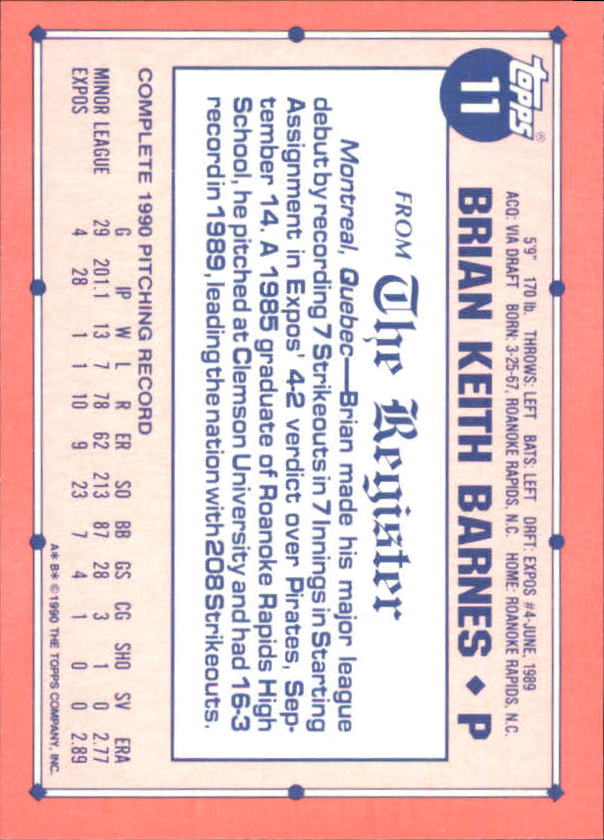 topps®
11
5'9" 170 lb. THROWS: LEFT BATS: LEFT DRFT: EXPOS #4-JUNE, 1989
ACQ: VIA DRAFT BORN: 3-25-67, ROANOKE RAPIDS, N.C. HOME: ROANOKE RAPIDS, N.C.
BRIAN KEITH BARNES ♦ P
FROM The Register
Montreal, Quebec—Brian made his major league
debut by recording 7 Strikeouts in 7 Innings in Starting
Assignment in Expos' 4-2 verdict over Pirates, Sep-
tember 14. A 1985 graduate of Roanoke Rapids High
School, he pitched at Clemson University and had 16-3
record in 1989, leading the nation with 208 Strikeouts.
COMPLETE 1990 PITCHING RECORD
G IP W L R ER SO BB GS CG SHO SV ERA
MINOR LEAGUE 29 201.1 13 7 78 62 213 87 28 3 1 0 2.77
EXPOS 4 28 1 1 10 9 23 7 4 1 0 0 2.89
A* B* © 1990 THE TOPPS COMPANY, INC.